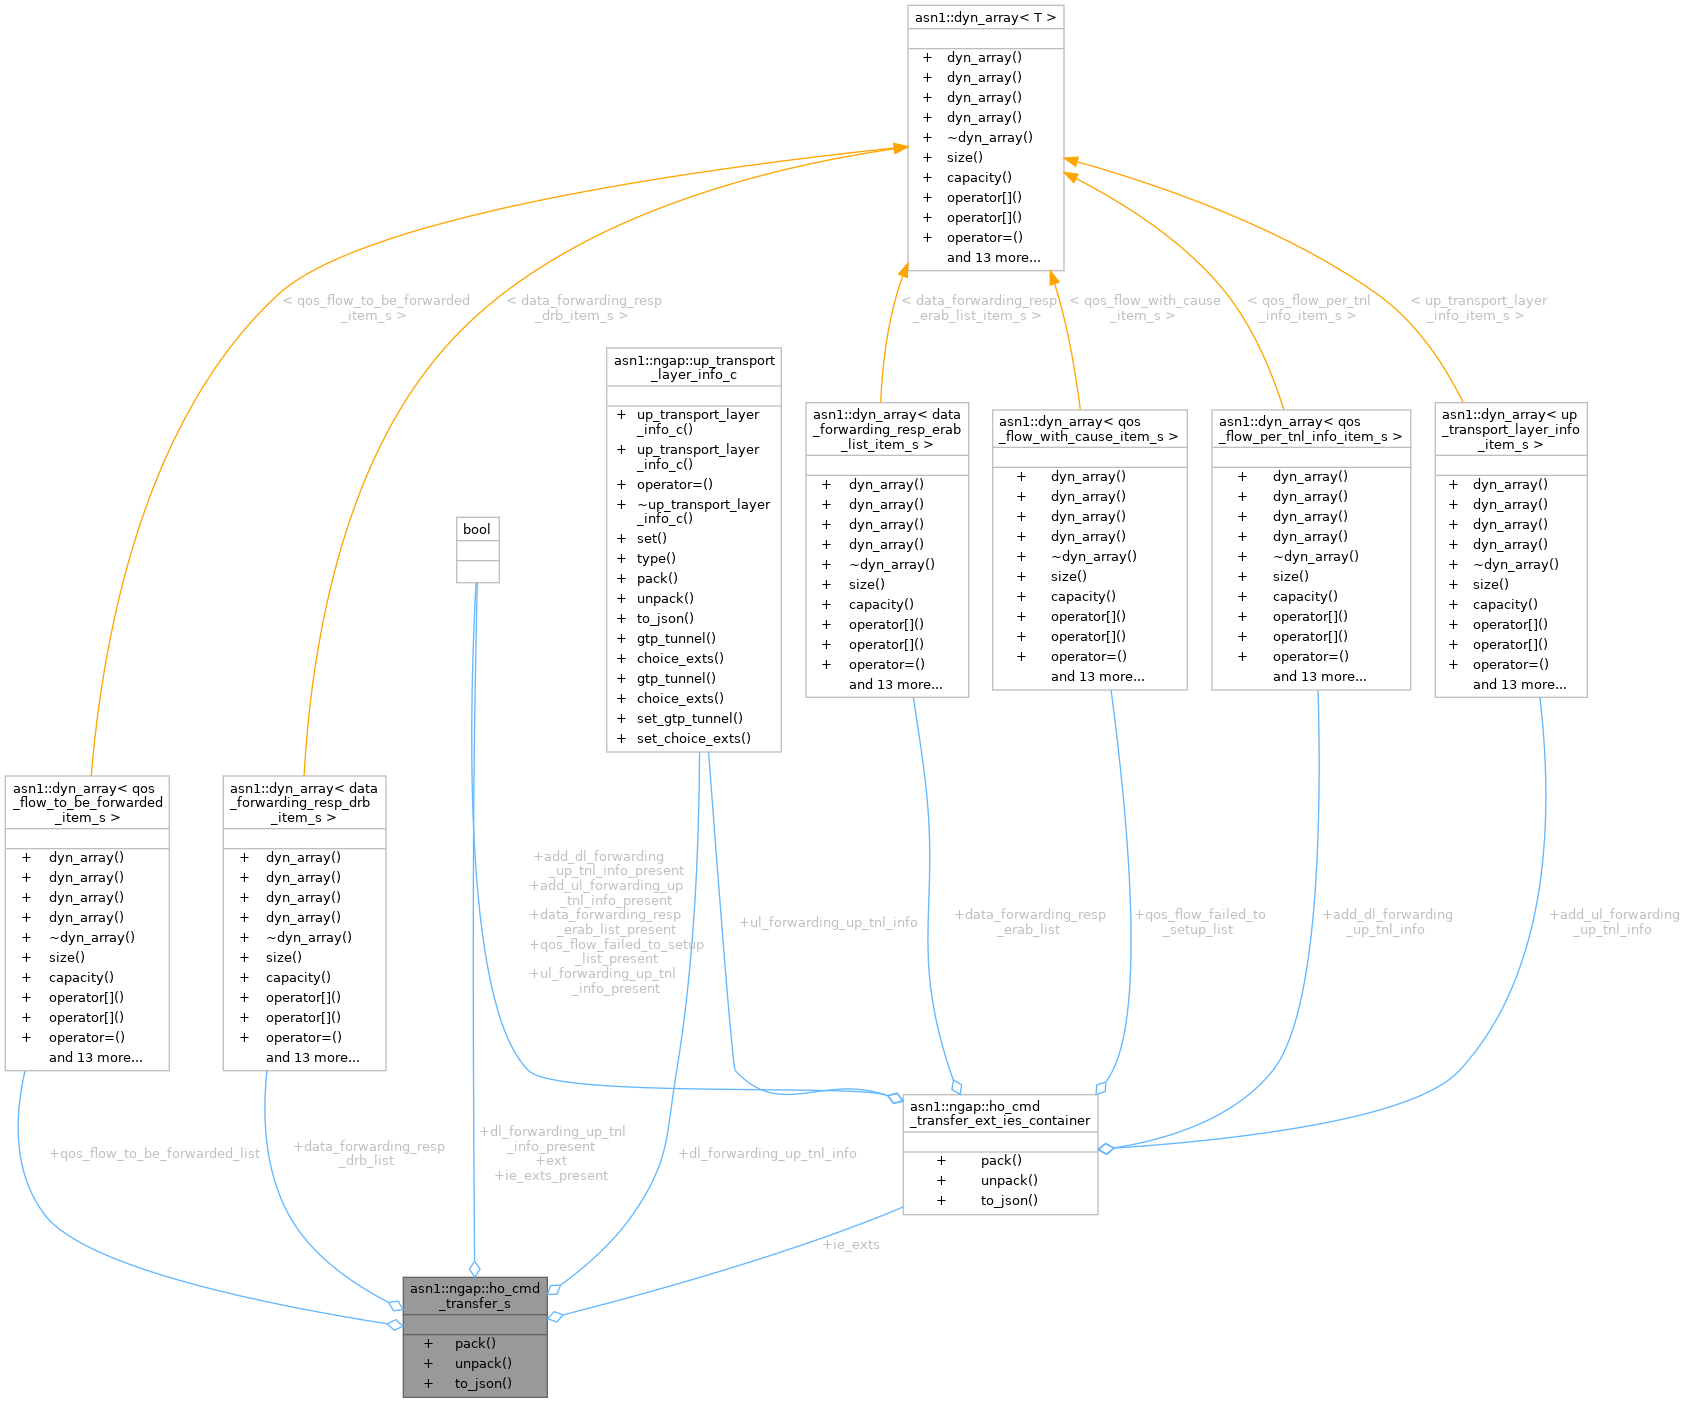 asn1::dyn_array< T >
+ dyn_array()
+ dyn_array()
+ dyn_array()
+ dyn_array()
+ ~dyn_array()
+ size()
+ capacity()
+ operator[]()
+ operator[]()
+ operator=()
and 13 more...
< qos_flow_to_be_forwarded
_item_s >
< data_forwarding_resp
_drb_item_s >
< data_forwarding_resp
_erab_list_item_s >
< qos_flow_with_cause
_item_s >
< qos_flow_per_tnl
_info_item_s >
< up_transport_layer
_info_item_s >
asn1::ngap::up_transport
_layer_info_c
+ up_transport_layer
_info_c()
+ up_transport_layer
_info_c()
+ operator=()
+ ~up_transport_layer
_info_c()
+ set()
+ type()
+ pack()
+ unpack()
+ to_json()
+ gtp_tunnel()
+ choice_exts()
+ gtp_tunnel()
+ choice_exts()
+ set_gtp_tunnel()
+ set_choice_exts()
asn1::dyn_array< data
_forwarding_resp_erab
_list_item_s >
+ dyn_array()
+ dyn_array()
+ dyn_array()
+ dyn_array()
+ ~dyn_array()
+ size()
+ capacity()
+ operator[]()
+ operator[]()
+ operator=()
and 13 more...
asn1::dyn_array< qos
_flow_with_cause_item_s >
+ dyn_array()
+ dyn_array()
+ dyn_array()
+ dyn_array()
+ ~dyn_array()
+ size()
+ capacity()
+ operator[]()
+ operator[]()
+ operator=()
and 13 more...
asn1::dyn_array< qos
_flow_per_tnl_info_item_s >
+ dyn_array()
+ dyn_array()
+ dyn_array()
+ dyn_array()
+ ~dyn_array()
+ size()
+ capacity()
+ operator[]()
+ operator[]()
+ operator=()
and 13 more...
asn1::dyn_array< up
_transport_layer_info
_item_s >
+ dyn_array()
+ dyn_array()
+ dyn_array()
+ dyn_array()
+ ~dyn_array()
+ size()
+ capacity()
+ operator[]()
+ operator[]()
+ operator=()
and 13 more...
bool
asn1::dyn_array< qos
_flow_to_be_forwarded
_item_s >
+ dyn_array()
+ dyn_array()
+ dyn_array()
+ dyn_array()
+ ~dyn_array()
+ size()
+ capacity()
+ operator[]()
+ operator[]()
+ operator=()
and 13 more...
asn1::dyn_array< data
_forwarding_resp_drb
_item_s >
+ dyn_array()
+ dyn_array()
+ dyn_array()
+ dyn_array()
+ ~dyn_array()
+ size()
+ capacity()
+ operator[]()
+ operator[]()
+ operator=()
and 13 more...
+add_dl_forwarding
_up_tnl_info_present
+add_ul_forwarding_up
_tnl_info_present
+data_forwarding_resp
_erab_list_present
+qos_flow_failed_to_setup
_list_present
+ul_forwarding_up_tnl
_info_present
+ul_forwarding_up_tnl_info
+data_forwarding_resp
_erab_list
+qos_flow_failed_to
_setup_list
+add_dl_forwarding
_up_tnl_info
+add_ul_forwarding
_up_tnl_info
asn1::ngap::ho_cmd
_transfer_ext_ies_container
+ pack()
+ unpack()
+ to_json()
+qos_flow_to_be_forwarded_list
+data_forwarding_resp
_drb_list
+dl_forwarding_up_tnl
_info_present
+ext
+ie_exts_present
+dl_forwarding_up_tnl_info
+ie_exts
asn1::ngap::ho_cmd
_transfer_s
+ pack()
+ unpack()
+ to_json()